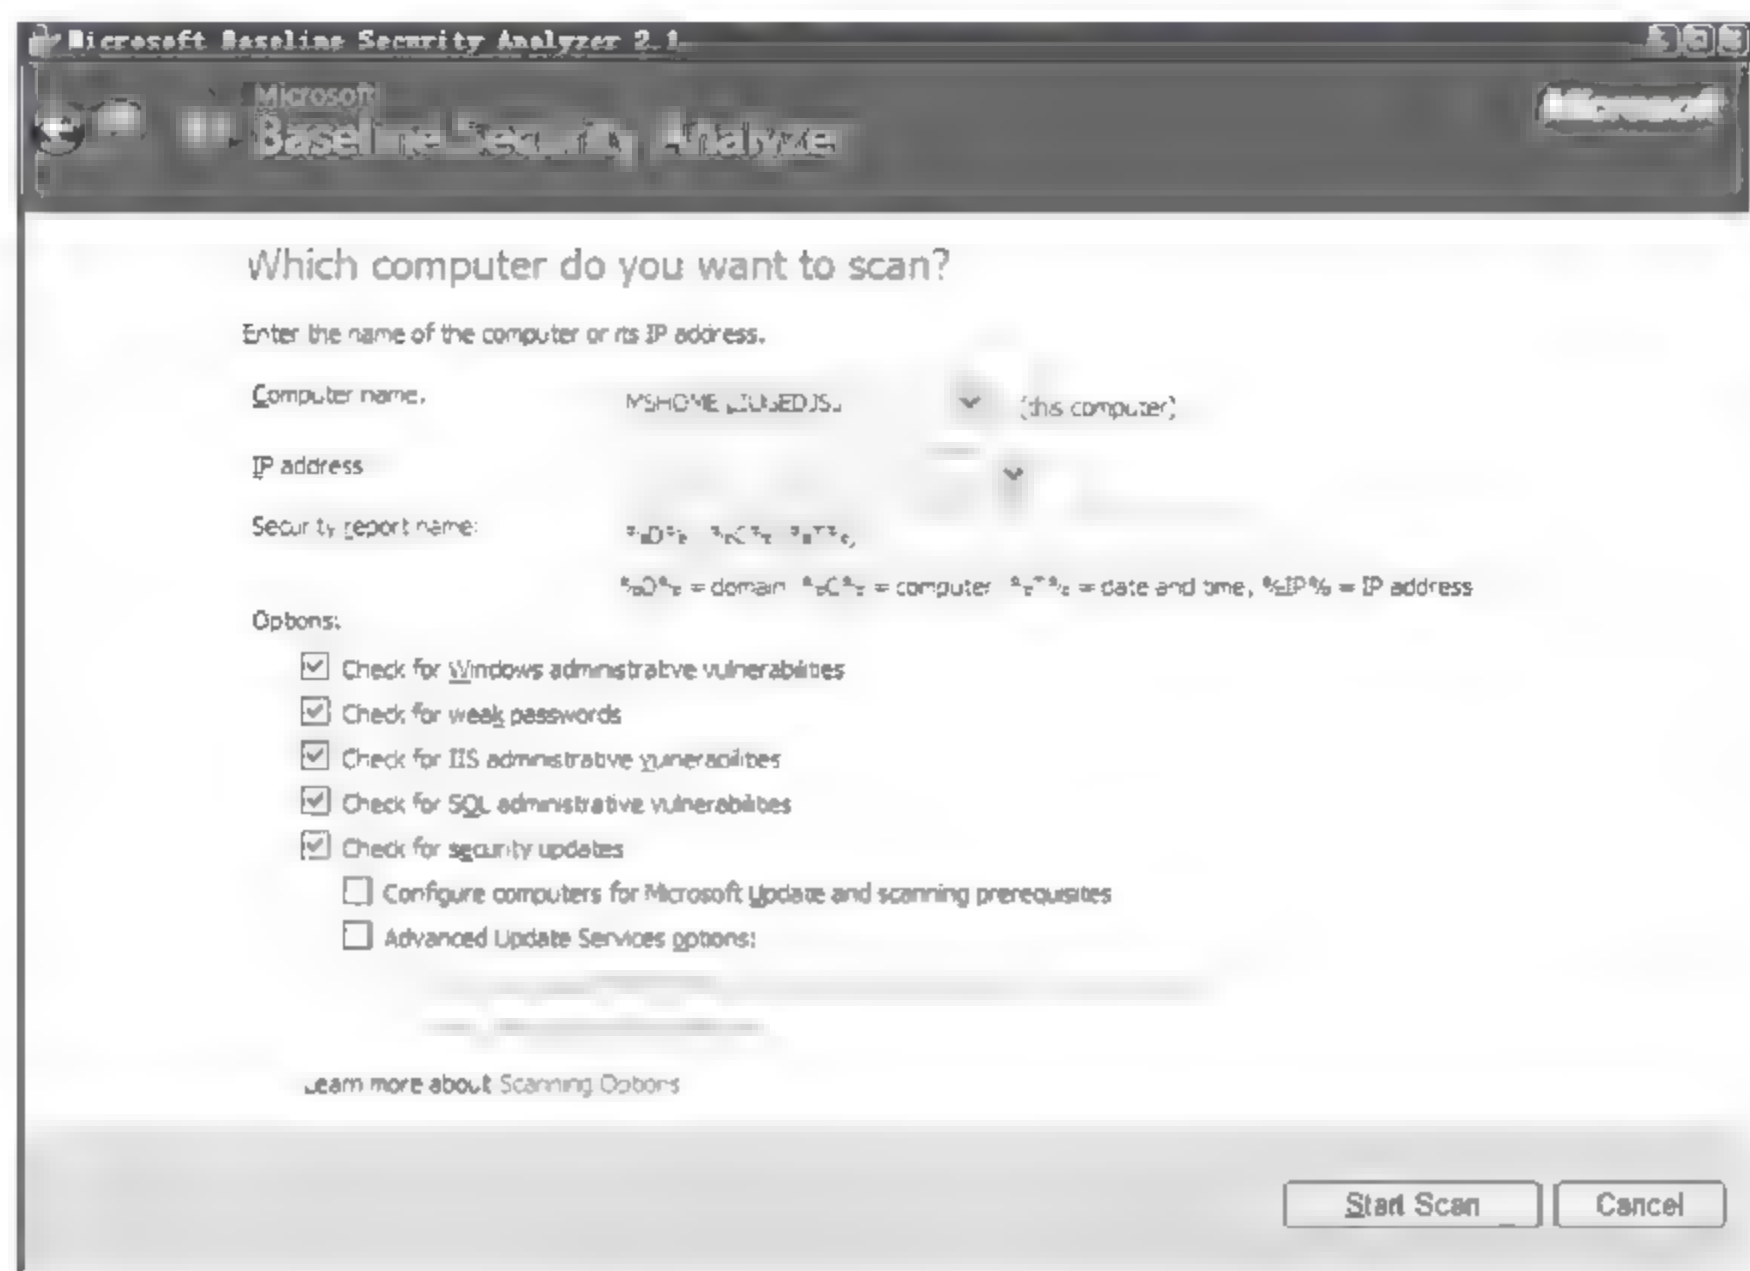 Microsoft Baseline Security Analyzer 2.1
Microsoft
Baseline Security Analyzer
Microsoft
Which computer do you want to scan?
Enter the name of the computer or its IP address.
Computer name:
(this computer)
IP address
Security report name:
%D% - %C% (%T%)
%D% = domain, %C% = computer, %T% = date and time, %IP% = IP address
Options:
Check for Windows administrative vulnerabilities
Check for weak passwords
Check for IIS administrative vulnerabilities
Check for SQL administrative vulnerabilities
Check for security updates
Configure computers for Microsoft Update and scanning prerequisites
Advanced Update Services options:
Learn more about Scanning Options
Start Scan
Cancel